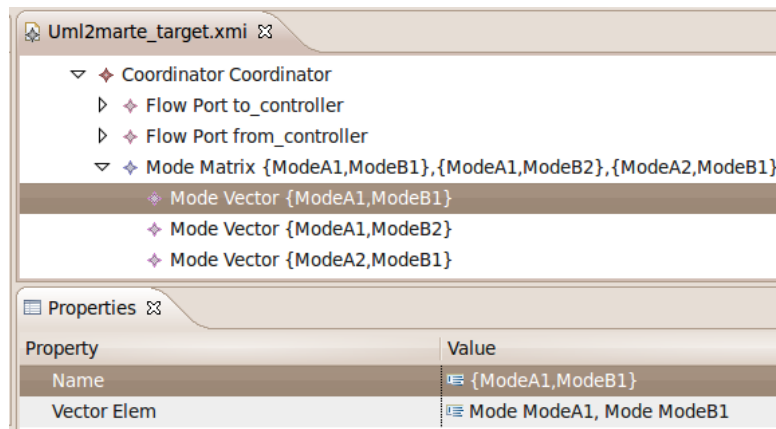 Uml2marte_target.xmi
Coordinator Coordinator
Flow Port to_controller
Flow Port from_controller
Mode Matrix {ModeA1,ModeB1},{ModeA1,ModeB2},{ModeA2,ModeB1}
Mode Vector {ModeA1,ModeB1}
Mode Vector {ModeA1,ModeB2}
Mode Vector {ModeA2,ModeB1}
Properties
Property Value
Name {ModeA1,ModeB1}
Vector Elem Mode ModeA1, Mode ModeB1